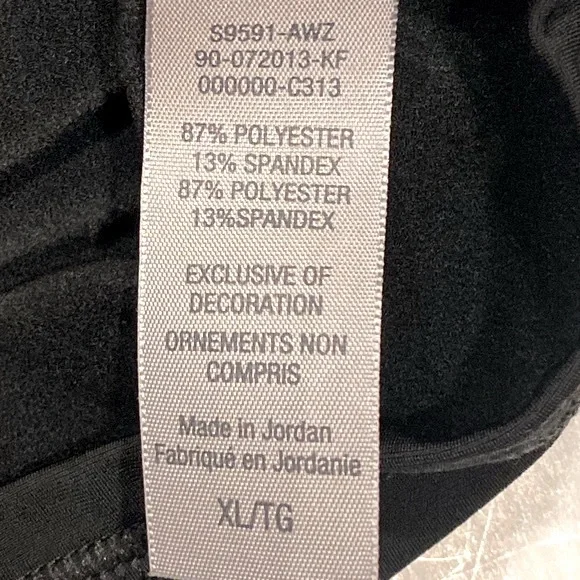 S9591-AWZ
90-072013-KF
000000-C313
87% POLYESTER
13% SPANDEX
87% POLYESTER
13%SPANDEX
EXCLUSIVE OF
DECORATION
ORNEMENTS NON
COMPRIS
Made in Jordan
Fabriqué en Jordanie
XL/TG